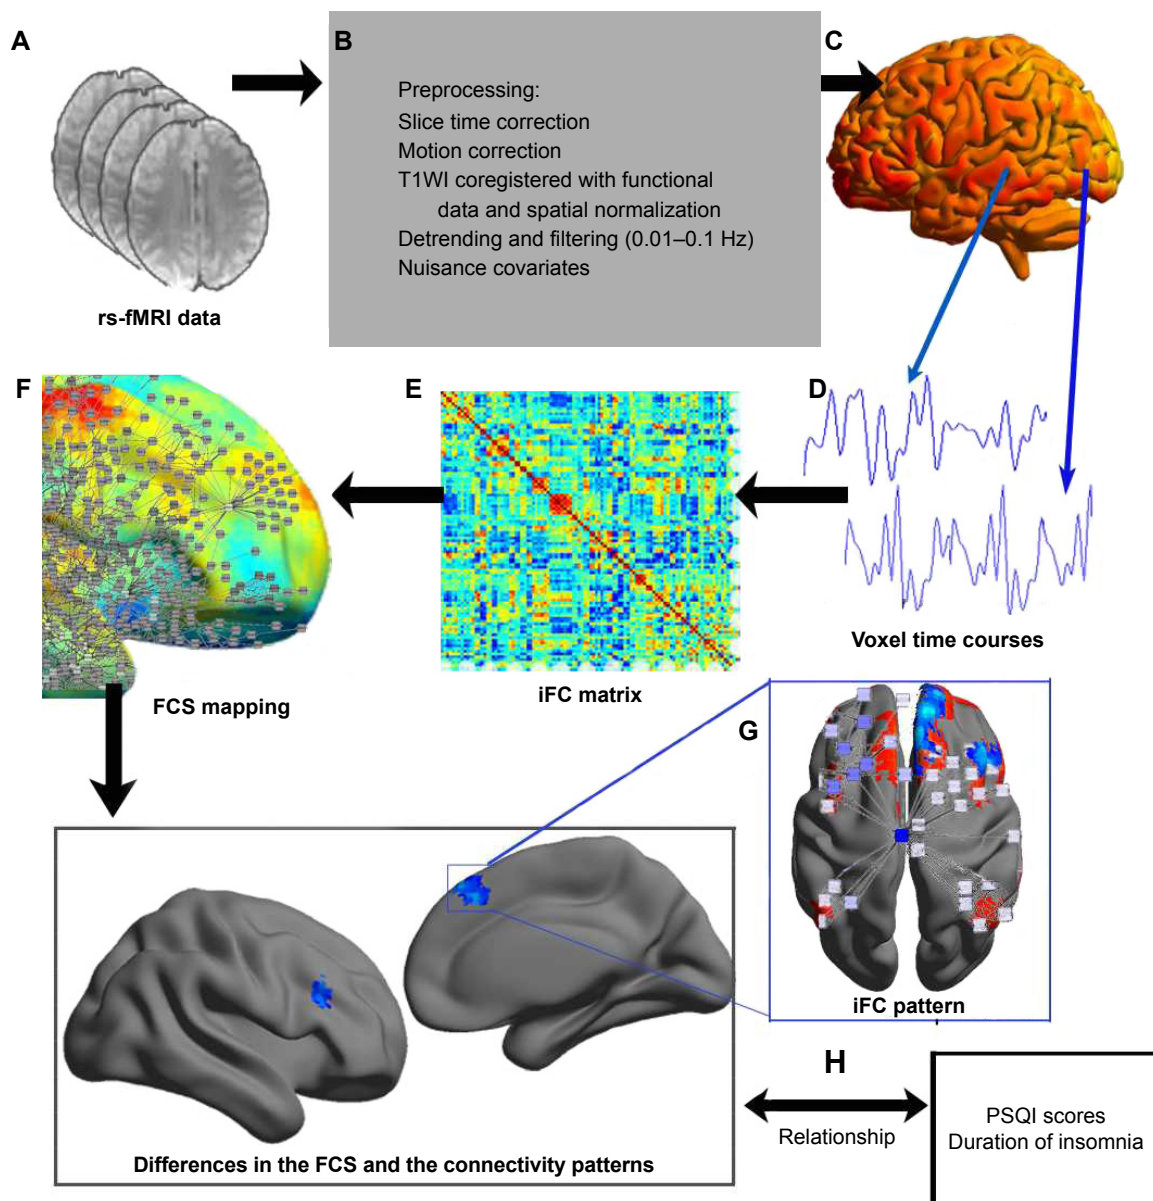 A
B
C
Preprocessing:
Slice time correction
Motion correction
T1WI coregistered with functional
data and spatial normalization
Detrending and filtering (0.01–0.1 Hz)
Nuisance covariates
rs-fMRI data
F
E
D
Voxel time courses
iFC matrix
FCS mapping
G
iFC pattern
H
Relationship
PSQI scores
Duration of insomnia
Differences in the FCS and the connectivity patterns